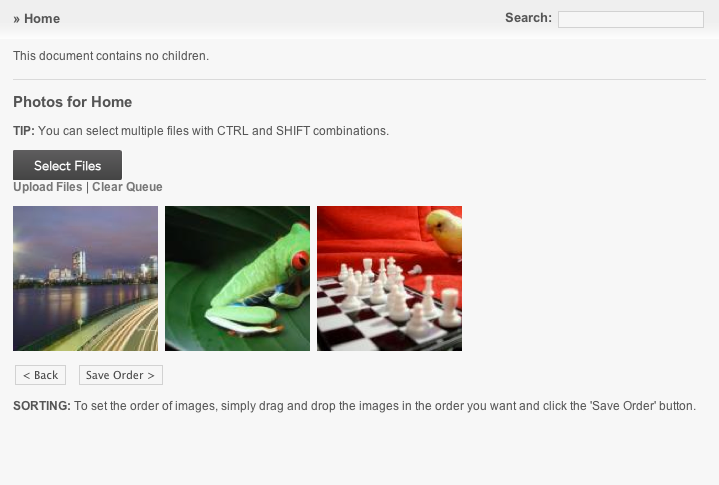 » Home
Search:
This document contains no children.
Photos for Home
TIP: You can select multiple files with CTRL and SHIFT combinations.
Select Files
Upload Files | Clear Queue
< Back
Save Order >
SORTING: To set the order of images, simply drag and drop the images in the order you want and click the 'Save Order' button.